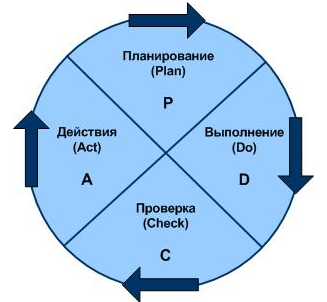 Планирование
(Plan)
P
Выполнение
(Do)
D
Проверка
(Check)
C
Действия
(Act)
A